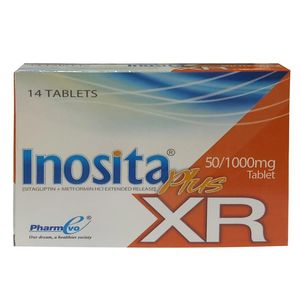 14 TABLETS
Inosita® Plus
50/1000mg
Tablet
[SITAGLIPTIN + METFORMIN HCl EXTENDED RELEASE]
XR
PharmEvo®
Our dream, a healthier society